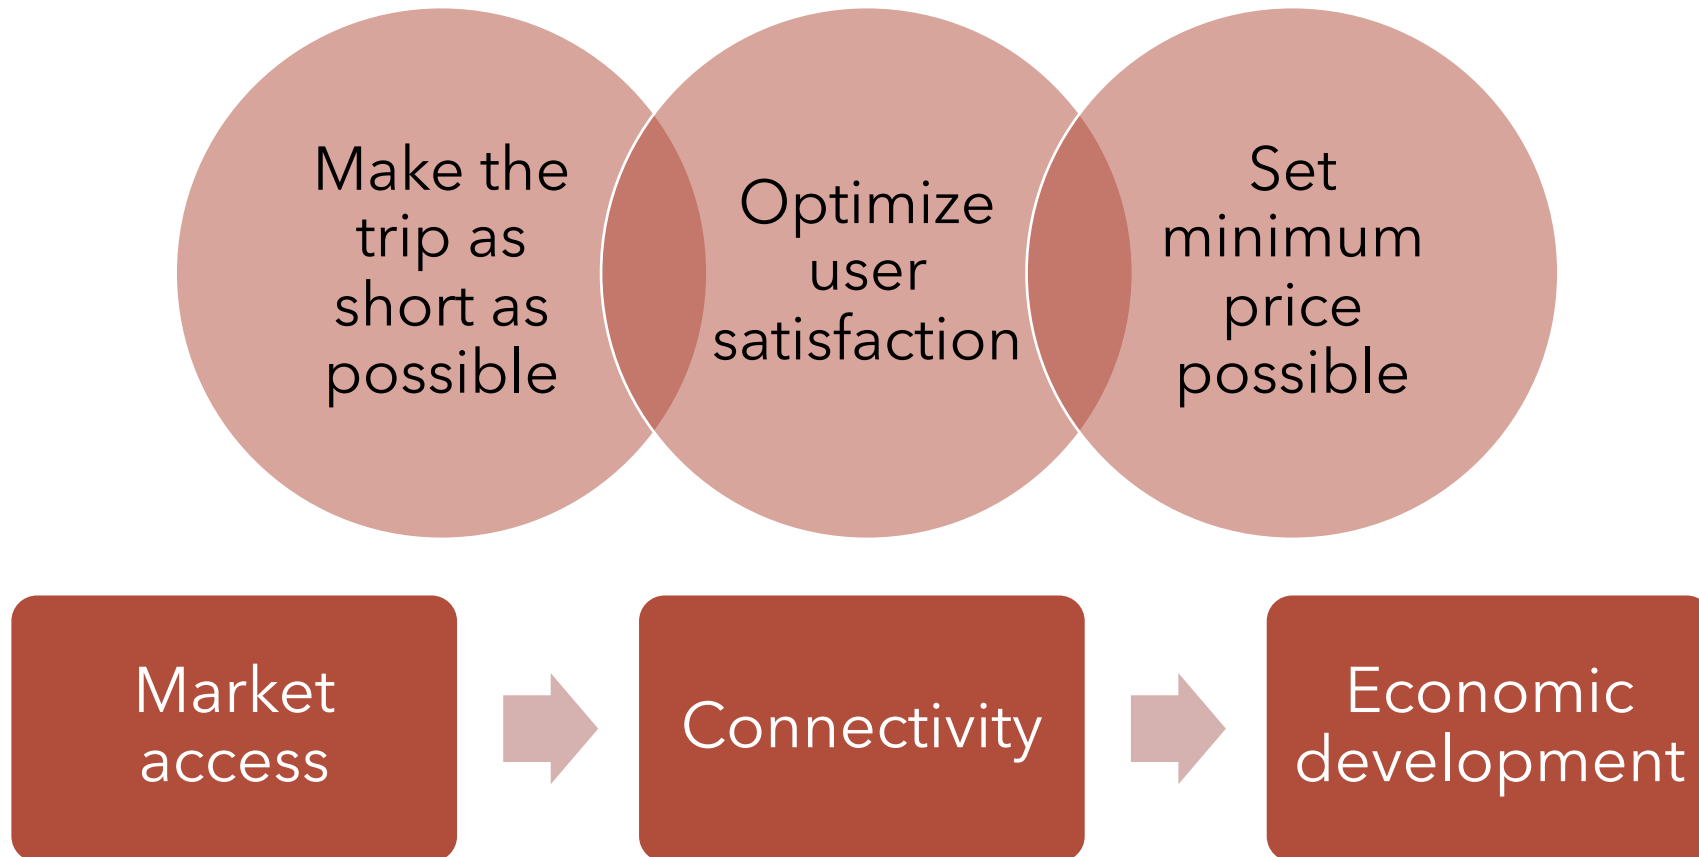 Make the
trip as
short as
possible
Optimize
user
satisfaction
Set
minimum
price
possible
Market
access
Connectivity
Economic
development